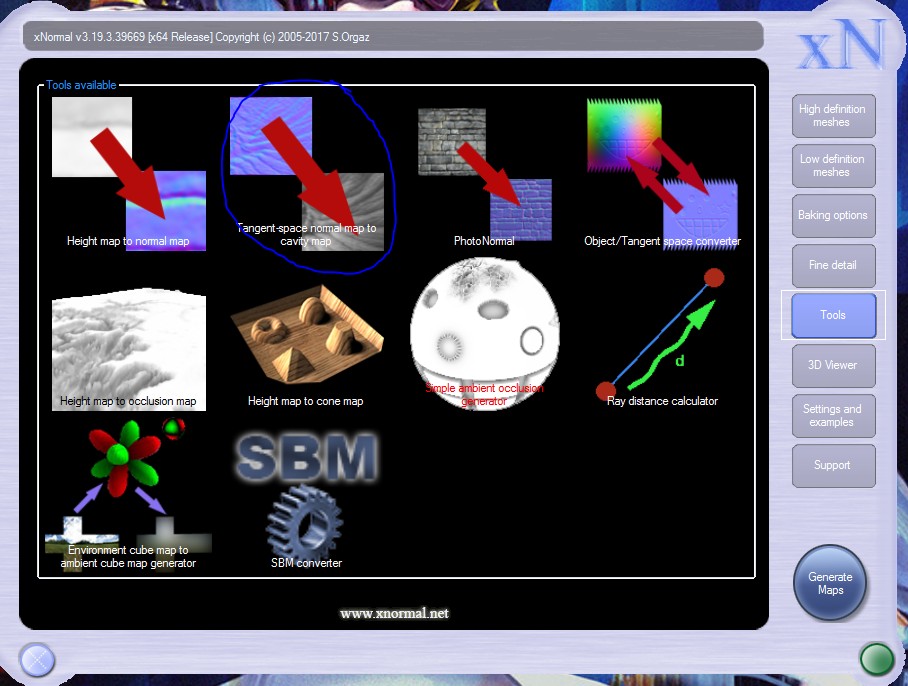 xNormal v3.19.3.39669 [x64 Release] Copyright (c) 2005-2017 S.Orgaz
xN
Tools available
Height map to normal map
Tangent-space normal map to
cavity map
PhotoNormal
Object/Tangent space converter
Height map to occlusion map
Height map to cone map
Simple ambient occlusion
generator
d
Ray distance calculator
Environment cube map to
ambient cube map generator
SBM
SBM converter
www.xnormal.net
High definition
meshes
Low definition
meshes
Baking options
Fine detail
Tools
3D Viewer
Settings and
examples
Support
Generate
Maps